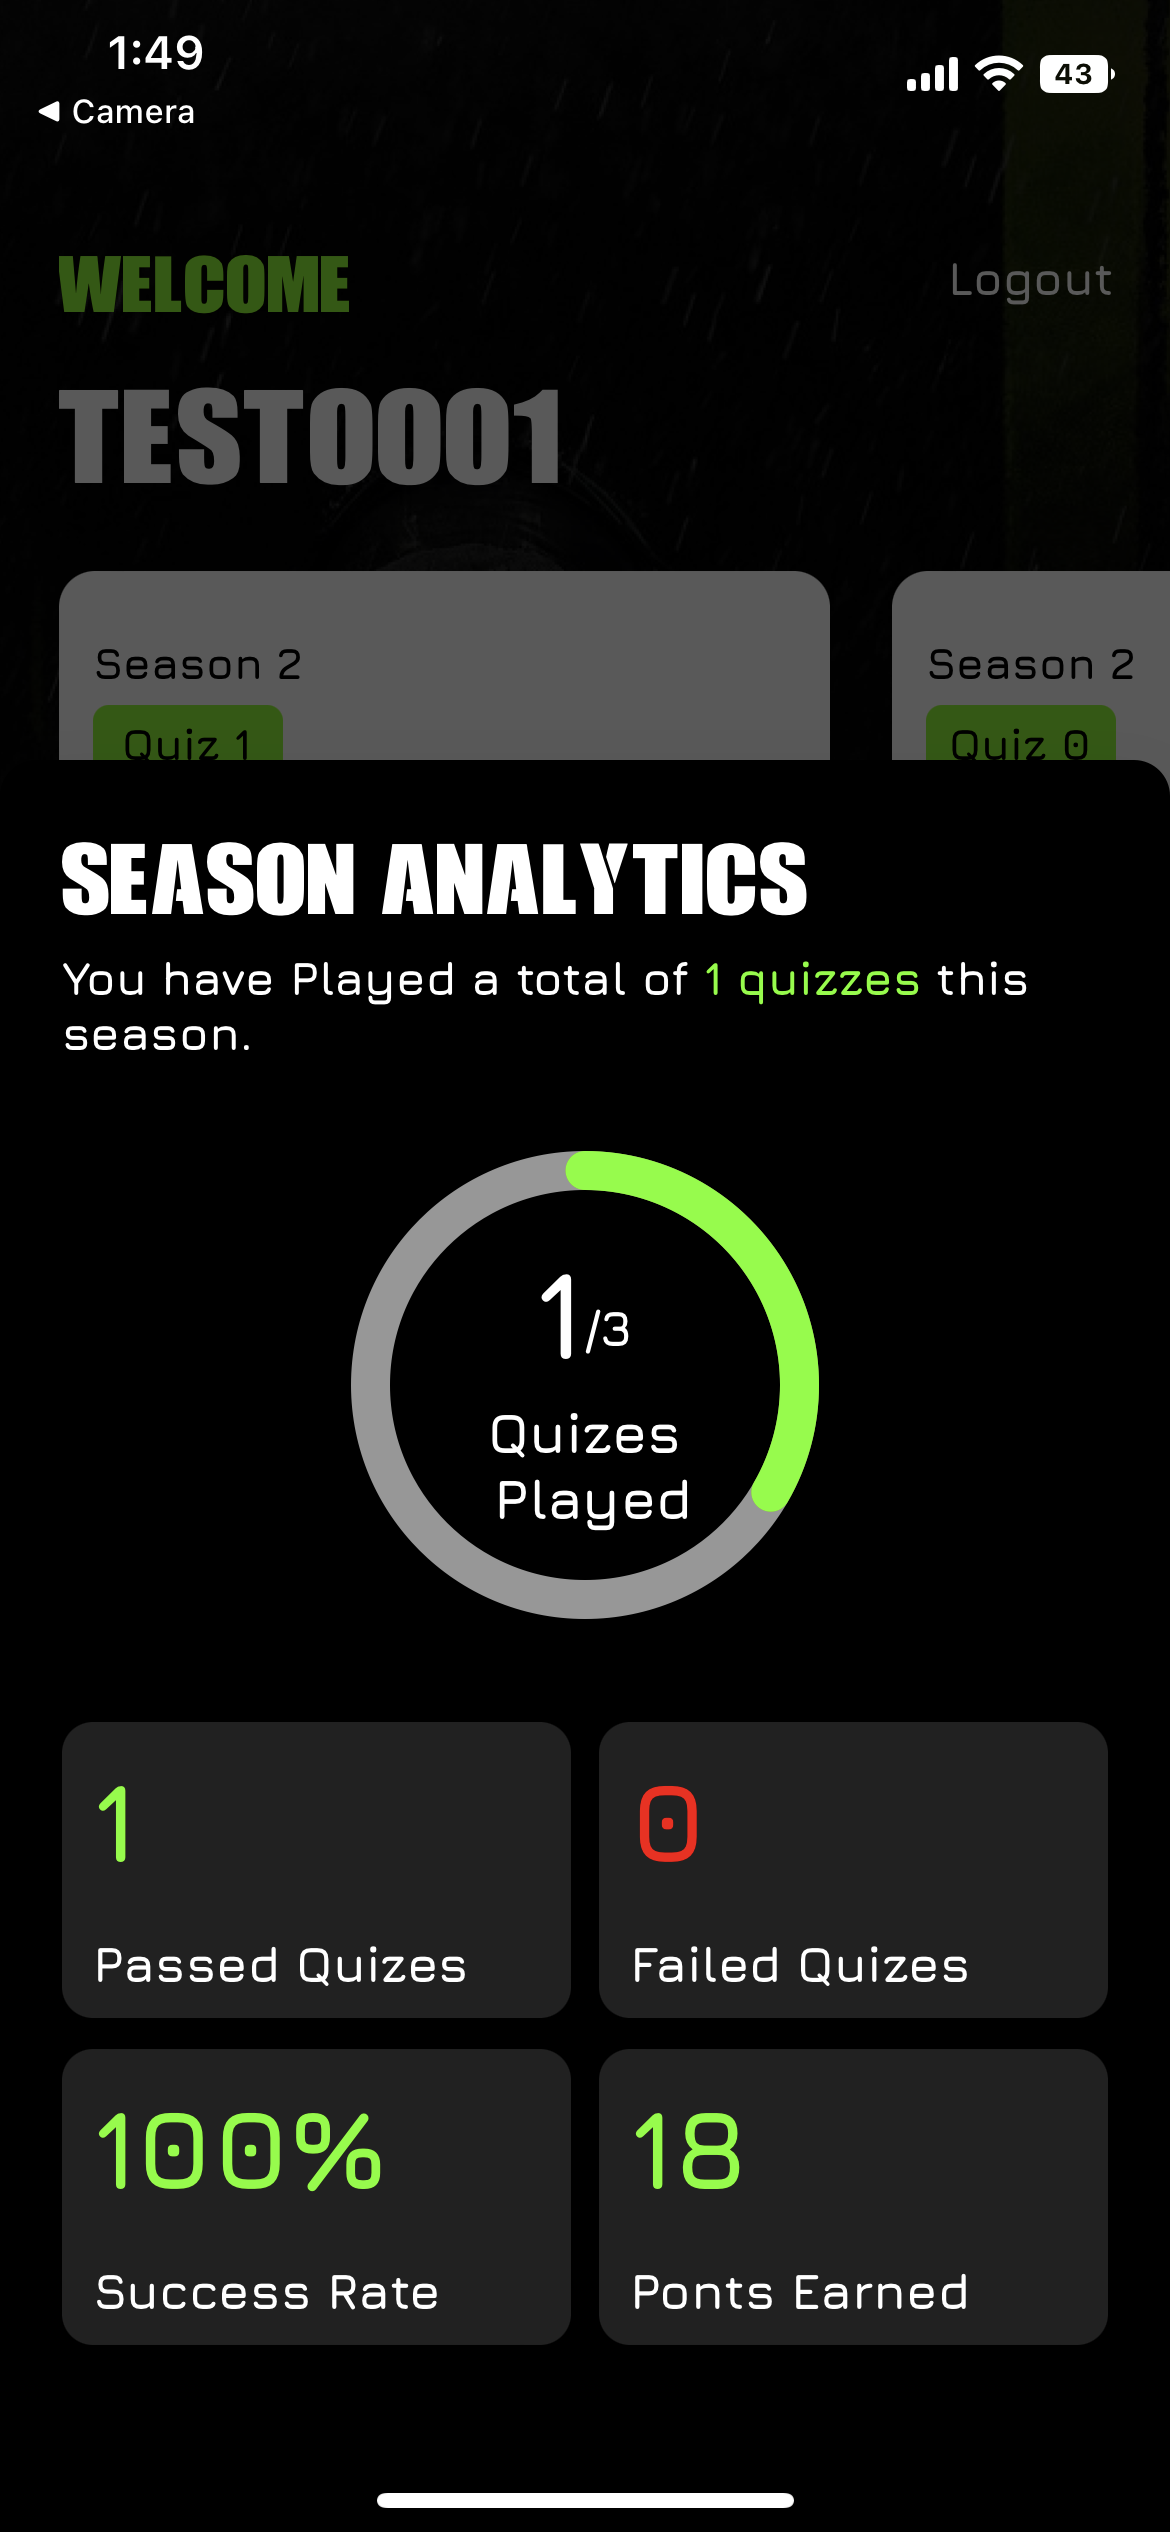 1:49
43
◀ Camera
WELCOME
Logout
TEST0001
Season 2
Season 2
Quiz 1
Quiz 0
SEASON ANALYTICS
You have Played a total of 1 quizzes this
season.
1/3
Quizes
Played
1
0
Passed Quizes
Failed Quizes
100%
18
Success Rate
Ponts Earned